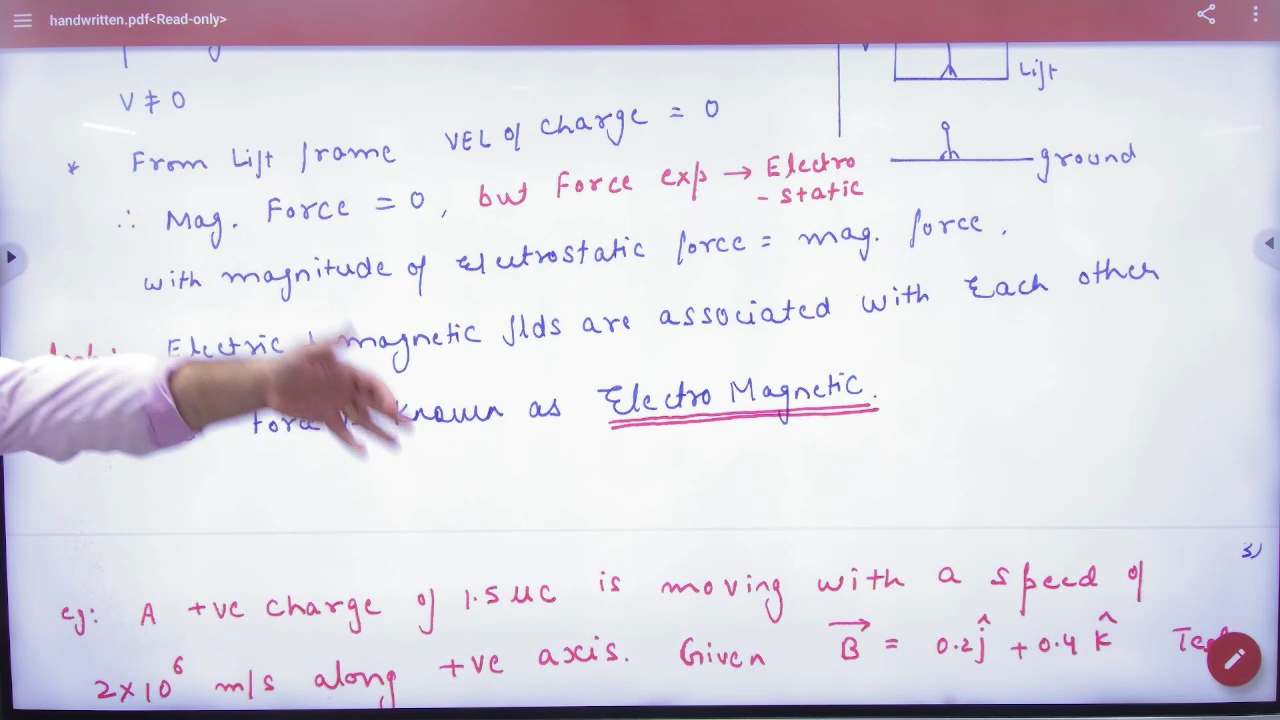 handwritten.pdf<Read-only>
V ≠ 0
Lift
* From Lift frame VEL of charge = 0
ground
∴ Mag. Force = 0, but Force exp → Electro
- static
with magnitude of Electrostatic force = mag. force.
Electric magnetic flds are associated with Each other
known as Electro Magnetic.
3)
eg: A +ve charge of 1.5 μc is moving with a speed of
2×10⁶ m/s along +ve axis. Given B⃗ = 0.2ĵ + 0.4 k̂